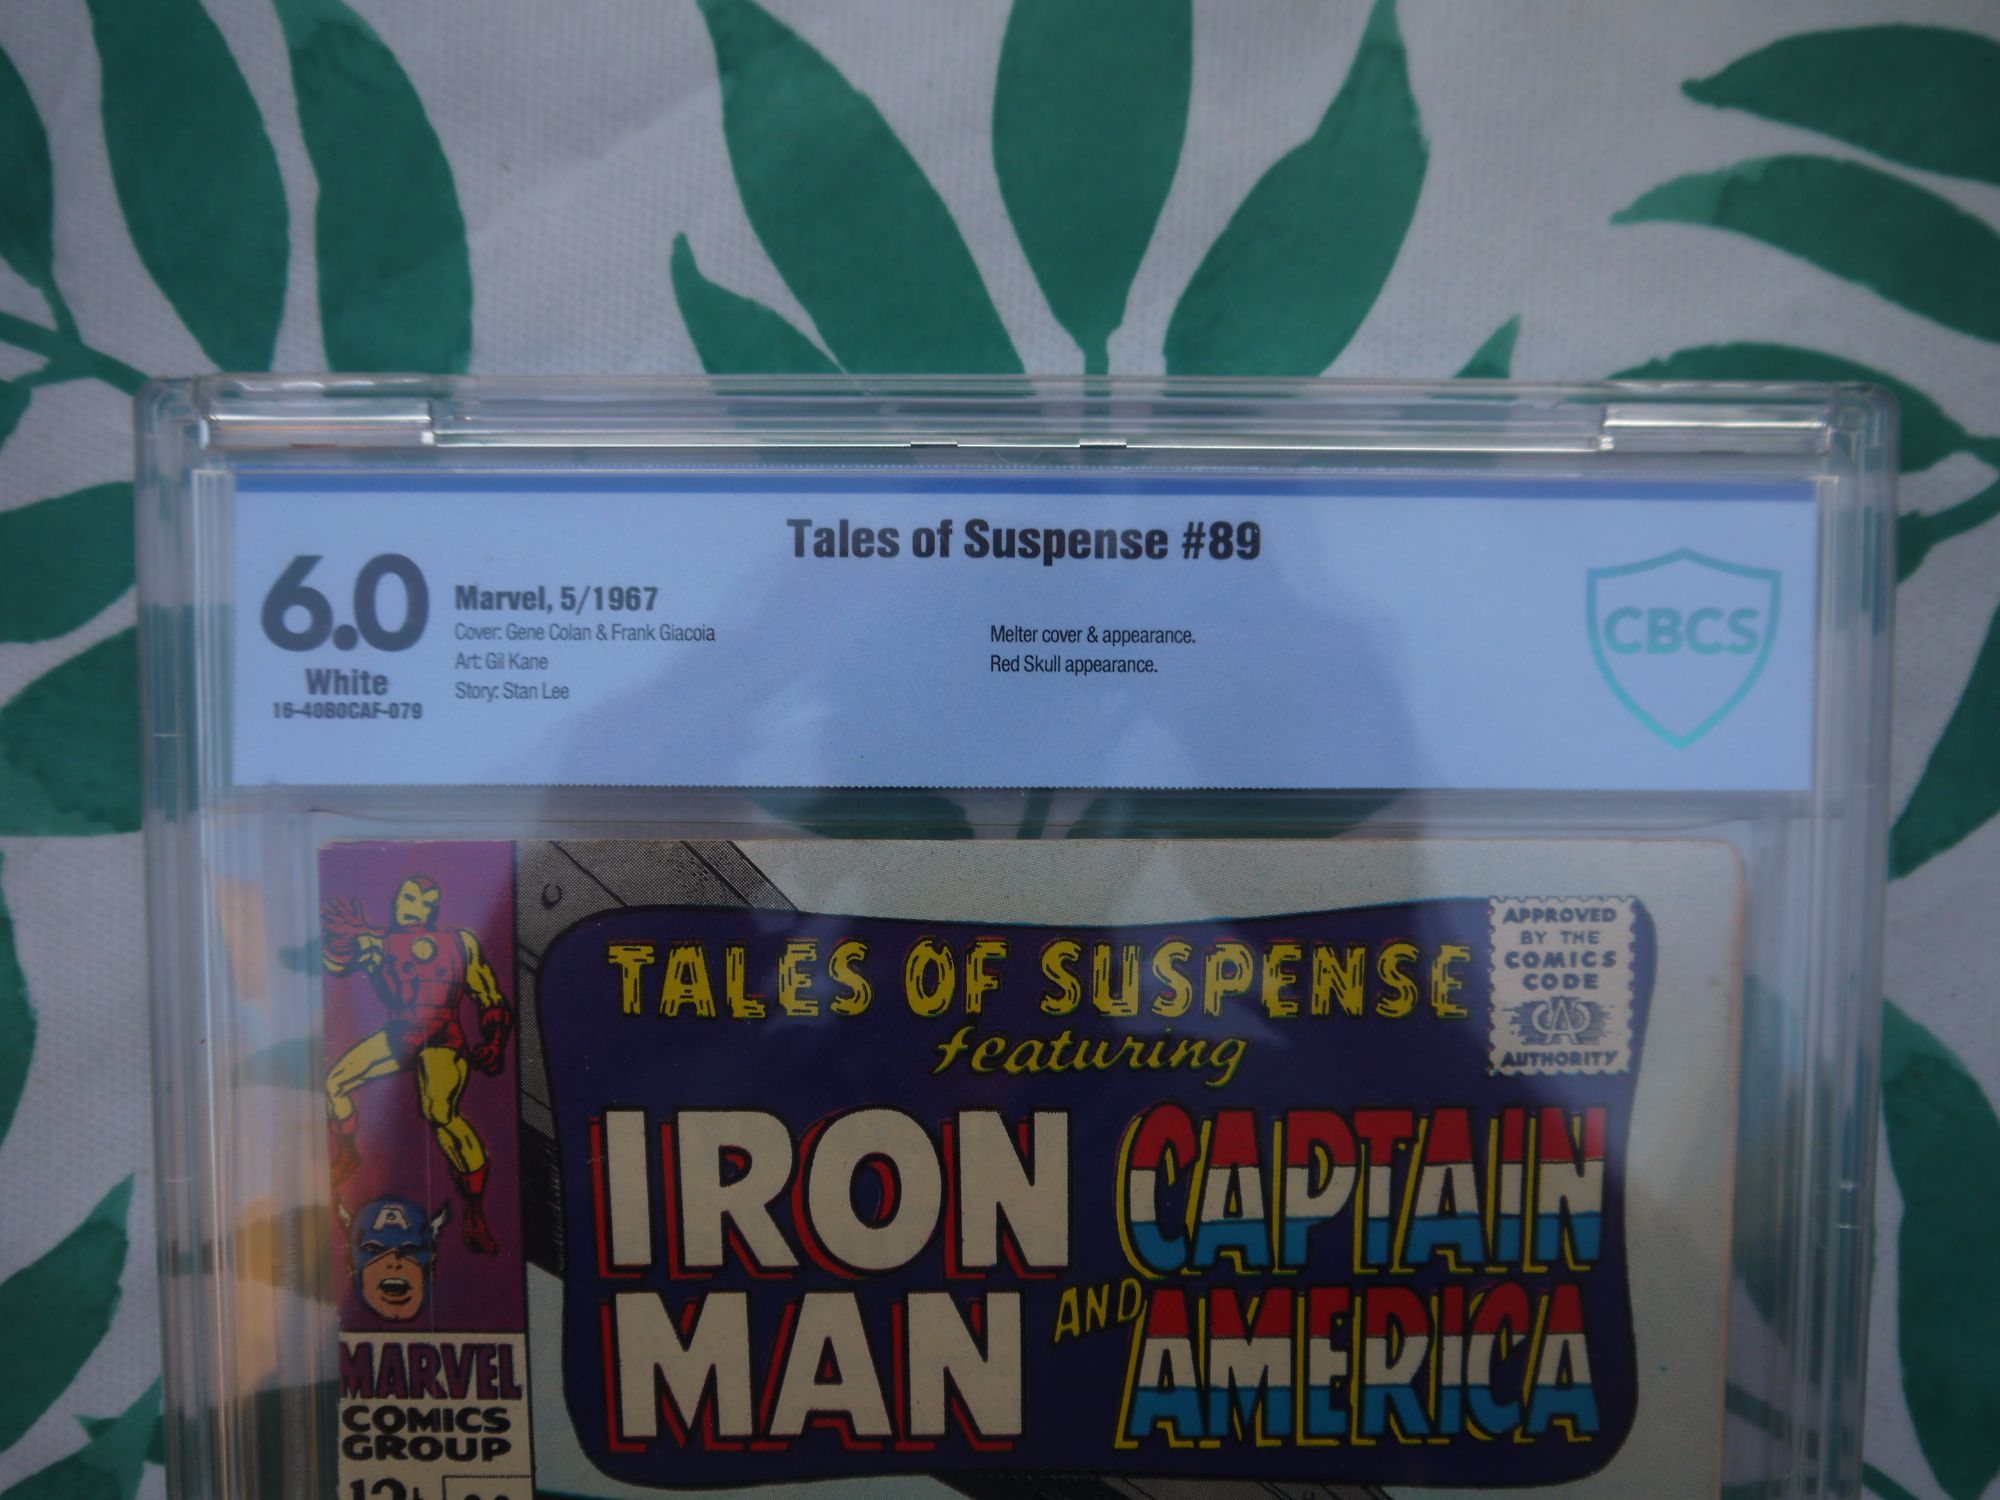 Tales of Suspense #89
6.0
White
16-40B0CAF-079
Marvel, 5/1967
Cover: Gene Colan & Frank Giacoia
Art: Gil Kane
Story: Stan Lee
Melter cover & appearance.
Red Skull appearance.
CBCS
TALES OF SUSPENSE
featuring
IRON
MAN
AND
CAPTAIN
AMERICA
APPROVED
BY THE
COMICS
CODE
CA
AUTHORITY
A
MARVEL
COMICS
GROUP